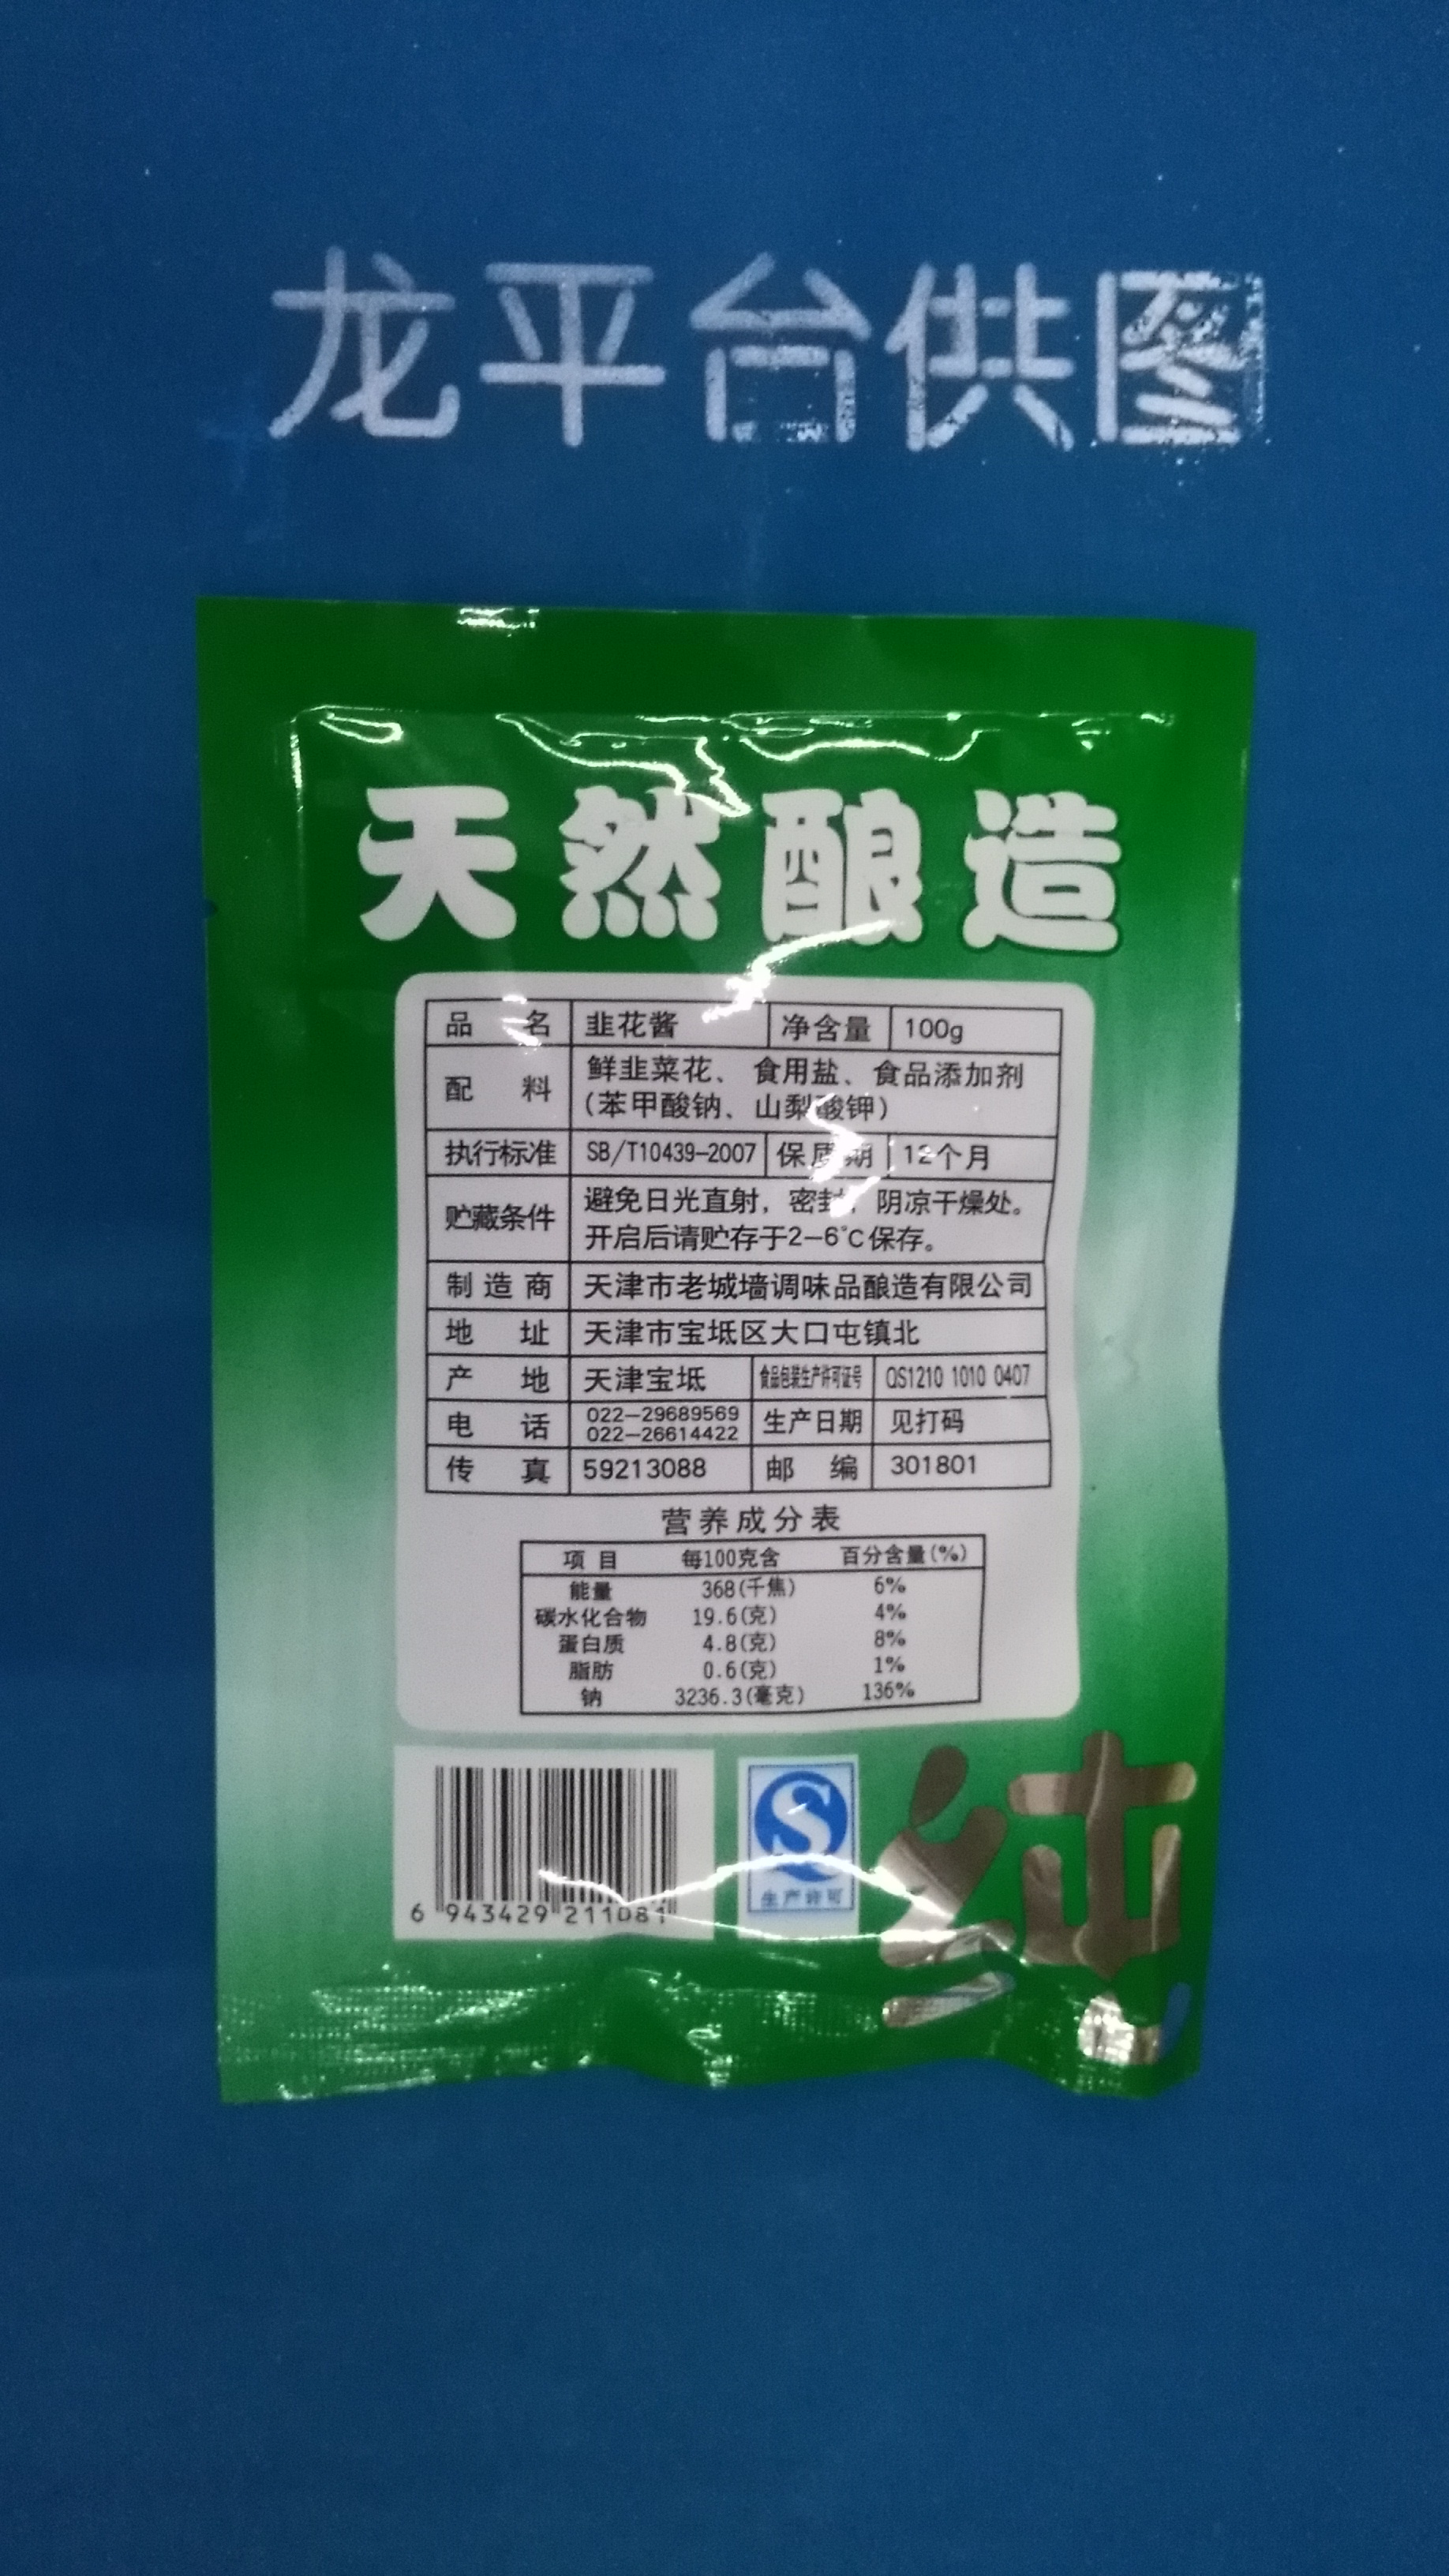 龙平台供图
天然酿造
品名 韭花酱 净含量 100g
配料 鲜韭菜花、食用盐、食品添加剂
(苯甲酸钠、山梨酸钾)
执行标准 SB/T10439-2007 保质期 12个月
贮藏条件 避免日光直射,密封,阴凉干燥处。
开启后请贮存于2-6℃保存。
制造商 天津市老城墙调味品酿造有限公司
地址 天津市宝坻区大口屯镇北
产地 天津宝坻 食品包装生产许可证号 QS1210 1010 0407
电话 022-29689569 生产日期 见打码
022-26614422
传真 59213088 邮编 301801
营养成分表
项目 每100克含 百分含量(%)
能量 368(千焦) 6%
碳水化合物 19.6(克) 4%
蛋白质 4.8(克) 8%
脂肪 0.6(克) 1%
钠 3236.3(毫克) 136%
6 943429 211081
生产许可
纯